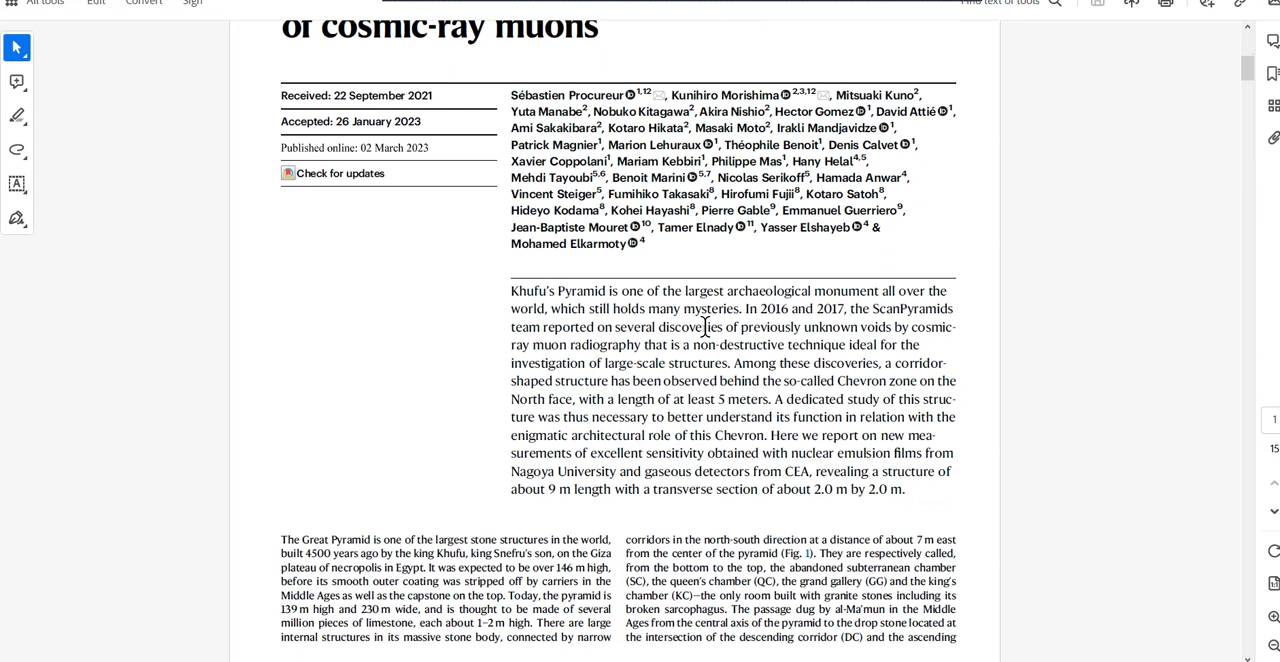 All tools Edit Convert Sign Find text or tools
of cosmic-ray muons
Received: 22 September 2021
Accepted: 26 January 2023
Published online: 02 March 2023
Check for updates
Sébastien Procureur 1,12, Kunihiro Morishima 2,3,12, Mitsuaki Kuno2,
Yuta Manabe2, Nobuko Kitagawa2, Akira Nishio2, Hector Gomez 1, David Attié 1,
Ami Sakakibara2, Kotaro Hikata2, Masaki Moto2, Irakli Mandjavidze 1,
Patrick Magnier1, Marion Lehuraux 1, Théophile Benoit1, Denis Calvet 1,
Xavier Coppolani1, Mariam Kebbiri1, Philippe Mas1, Hany Helal4,5,
Mehdi Tayoubi5,6, Benoit Marini 5,7, Nicolas Serikoff5, Hamada Anwar4,
Vincent Steiger5, Fumihiko Takasaki8, Hirofumi Fujii8, Kotaro Satoh8,
Hideyo Kodama8, Kohei Hayashi8, Pierre Gable9, Emmanuel Guerriero9,
Jean-Baptiste Mouret 10, Tamer Elnady 11, Yasser Elshayeb 4 &
Mohamed Elkarmoty 4
Khufu's Pyramid is one of the largest archaeological monument all over the
world, which still holds many mysteries. In 2016 and 2017, the ScanPyramids
team reported on several discoveries of previously unknown voids by cosmic-
ray muon radiography that is a non-destructive technique ideal for the
investigation of large-scale structures. Among these discoveries, a corridor-
shaped structure has been observed behind the so-called Chevron zone on the
North face, with a length of at least 5 meters. A dedicated study of this struc-
ture was thus necessary to better understand its function in relation with the
enigmatic architectural role of this Chevron. Here we report on new mea-
surements of excellent sensitivity obtained with nuclear emulsion films from
Nagoya University and gaseous detectors from CEA, revealing a structure of
about 9 m length with a transverse section of about 2.0 m by 2.0 m.
The Great Pyramid is one of the largest stone structures in the world,
built 4500 years ago by the king Khufu, king Snefru's son, on the Giza
plateau of necropolis in Egypt. It was expected to be over 146 m high,
before its smooth outer coating was stripped off by carriers in the
Middle Ages as well as the capstone on the top. Today, the pyramid is
139 m high and 230 m wide, and is thought to be made of several
million pieces of limestone, each about 1–2 m high. There are large
internal structures in its massive stone body, connected by narrow
corridors in the north-south direction at a distance of about 7 m east
from the center of the pyramid (Fig. 1). They are respectively called,
from the bottom to the top, the abandoned subterranean chamber
(SC), the queen's chamber (QC), the grand gallery (GG) and the king's
chamber (KC)—the only room built with granite stones including its
broken sarcophagus. The passage dug by al-Ma'mun in the Middle
Ages from the central axis of the pyramid to the drop stone located at
the intersection of the descending corridor (DC) and the ascending
1
15